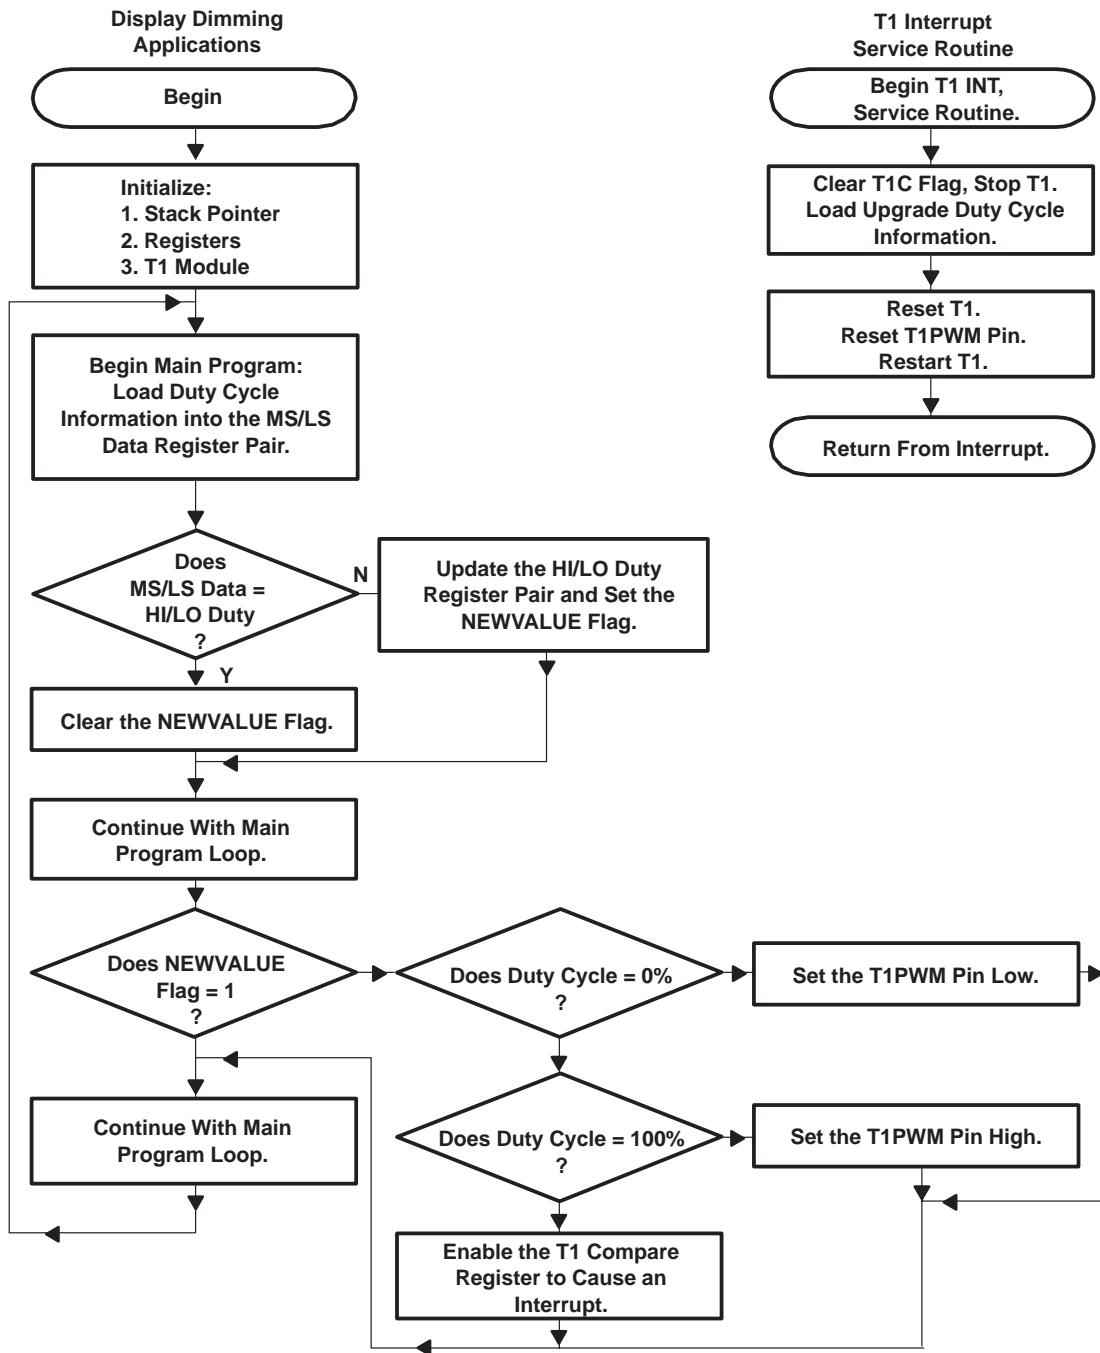 Display Dimming
Applications
Begin
Initialize:
1. Stack Pointer
2. Registers
3. T1 Module
Begin Main Program:
Load Duty Cycle
Information into the MS/LS
Data Register Pair.
Does
MS/LS Data =
HI/LO Duty
?
N
Update the HI/LO Duty
Register Pair and Set the
NEWVALUE Flag.
Y
Clear the NEWVALUE Flag.
Continue With Main
Program Loop.
Does NEWVALUE
Flag = 1
?
Does Duty Cycle = 0%
?
Set the T1PWM Pin Low.
Does Duty Cycle = 100%
?
Set the T1PWM Pin High.
Enable the T1 Compare
Register to Cause an
Interrupt.
Continue With Main
Program Loop.
T1 Interrupt
Service Routine
Begin T1 INT,
Service Routine.
Clear T1C Flag, Stop T1.
Load Upgrade Duty Cycle
Information.
Reset T1.
Reset T1PWM Pin.
Restart T1.
Return From Interrupt.